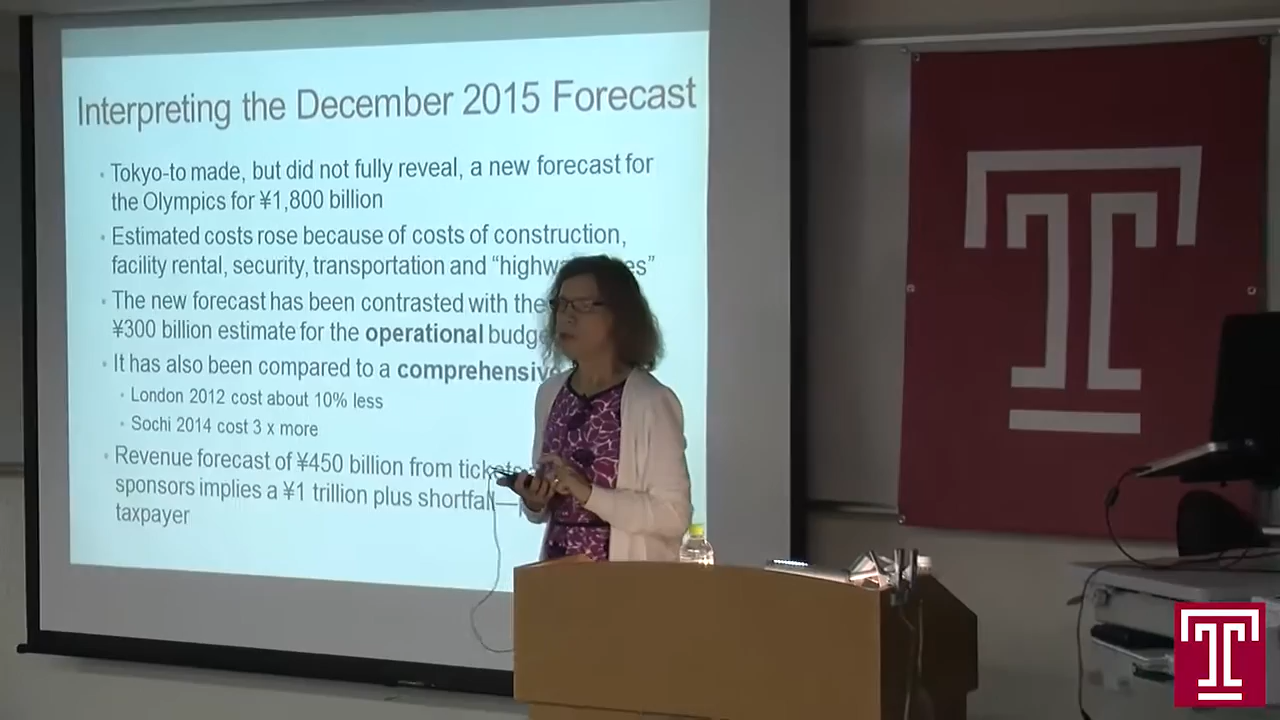 Interpreting the December 2015 Forecast
Tokyo-to made, but did not fully reveal, a new forecast for
the Olympics for ¥1,800 billion
Estimated costs rose because of costs of construction,
facility rental, security, transportation and
The new forecast has been contrasted with the
¥300 billion estimate for the operational
It has also been compared to a
London 2012 cost about 10% less
Sochi 2014 cost 3 x more
Revenue forecast of ¥450 billion from
sponsors implies a ¥1 trillion plus shortfall—
taxpayer
T
T